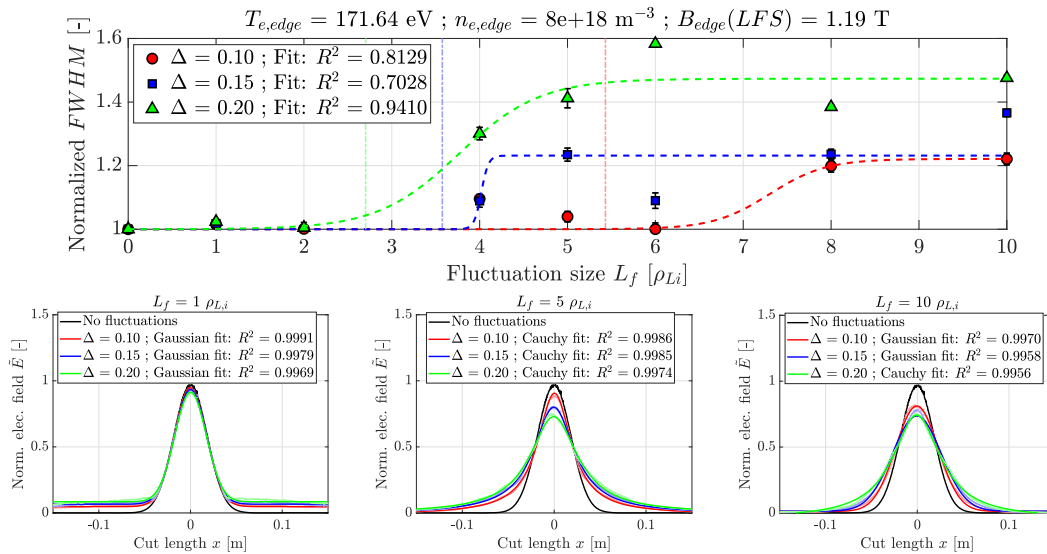 T_{e,edge} = 171.64 eV ; n_{e,edge} = 8e+18 m^{-3} ; B_{edge}(LFS) = 1.19 T
Normalized FWHM [-]
1.6
1.4
1.2
1
Δ = 0.10 ; Fit: R² = 0.8129
Δ = 0.15 ; Fit: R² = 0.7028
Δ = 0.20 ; Fit: R² = 0.9410
0 1 2 3 4 5 6 7 8 9 10
Fluctuation size L_f [ρ_{Li}]
L_f = 1 ρ_{L,i}
Norm. elec. field Ẽ [-]
1.5
1
0.5
0
No fluctuations
Δ = 0.10 ; Gaussian fit: R² = 0.9991
Δ = 0.15 ; Gaussian fit: R² = 0.9979
Δ = 0.20 ; Gaussian fit: R² = 0.9969
-0.1 0 0.1
Cut length x [m]
L_f = 5 ρ_{L,i}
Norm. elec. field Ẽ [-]
1.5
1
0.5
0
No fluctuations
Δ = 0.10 ; Cauchy fit: R² = 0.9986
Δ = 0.15 ; Cauchy fit: R² = 0.9985
Δ = 0.20 ; Cauchy fit: R² = 0.9974
-0.1 0 0.1
Cut length x [m]
L_f = 10 ρ_{L,i}
Norm. elec. field Ẽ [-]
1.5
1
0.5
0
No fluctuations
Δ = 0.10 ; Gaussian fit: R² = 0.9970
Δ = 0.15 ; Gaussian fit: R² = 0.9958
Δ = 0.20 ; Cauchy fit: R² = 0.9956
-0.1 0 0.1
Cut length x [m]